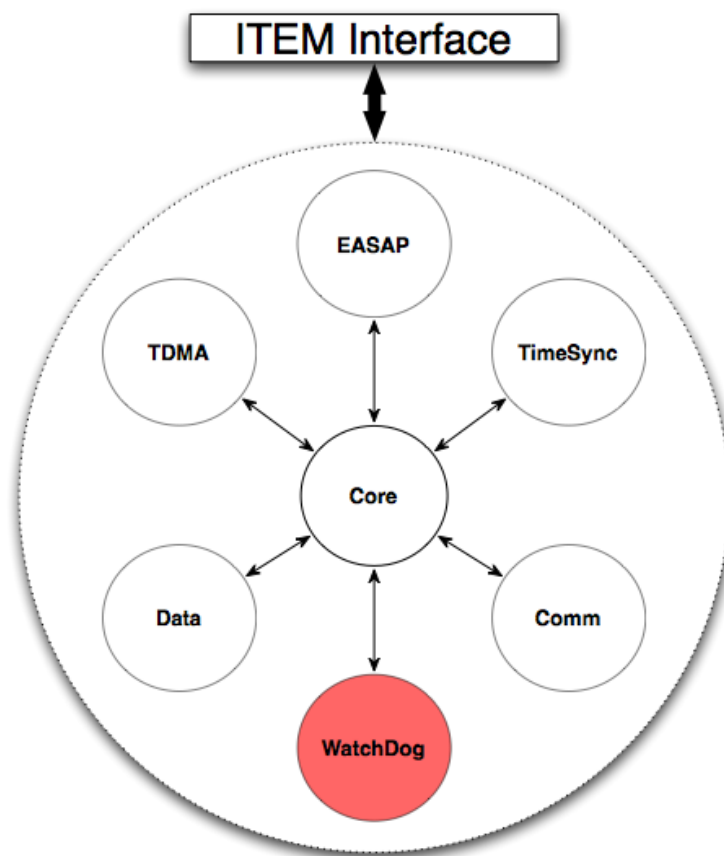 ITEM Interface
EASAP
TDMA
TimeSync
Core
Data
Comm
WatchDog